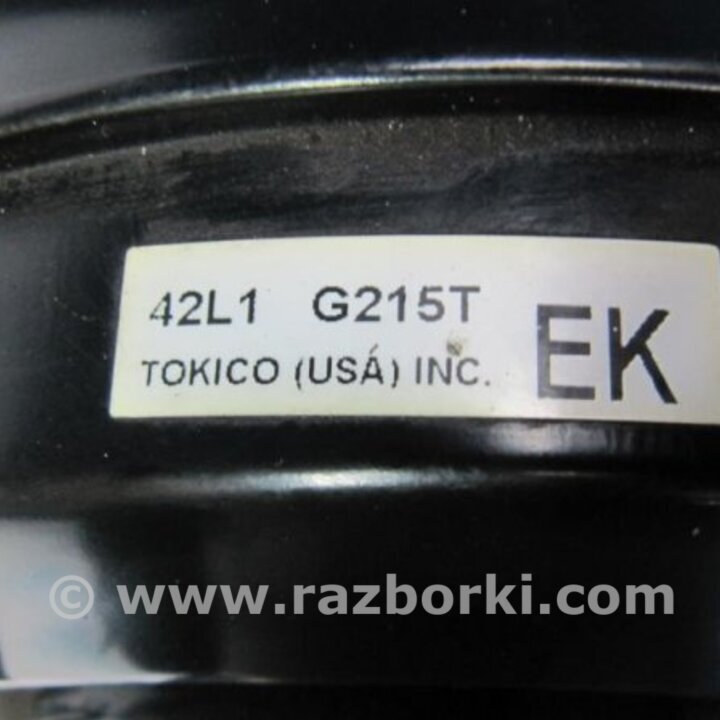 42L1 G215T
EK
TOKICO (USA) INC.
© www.razborki.com